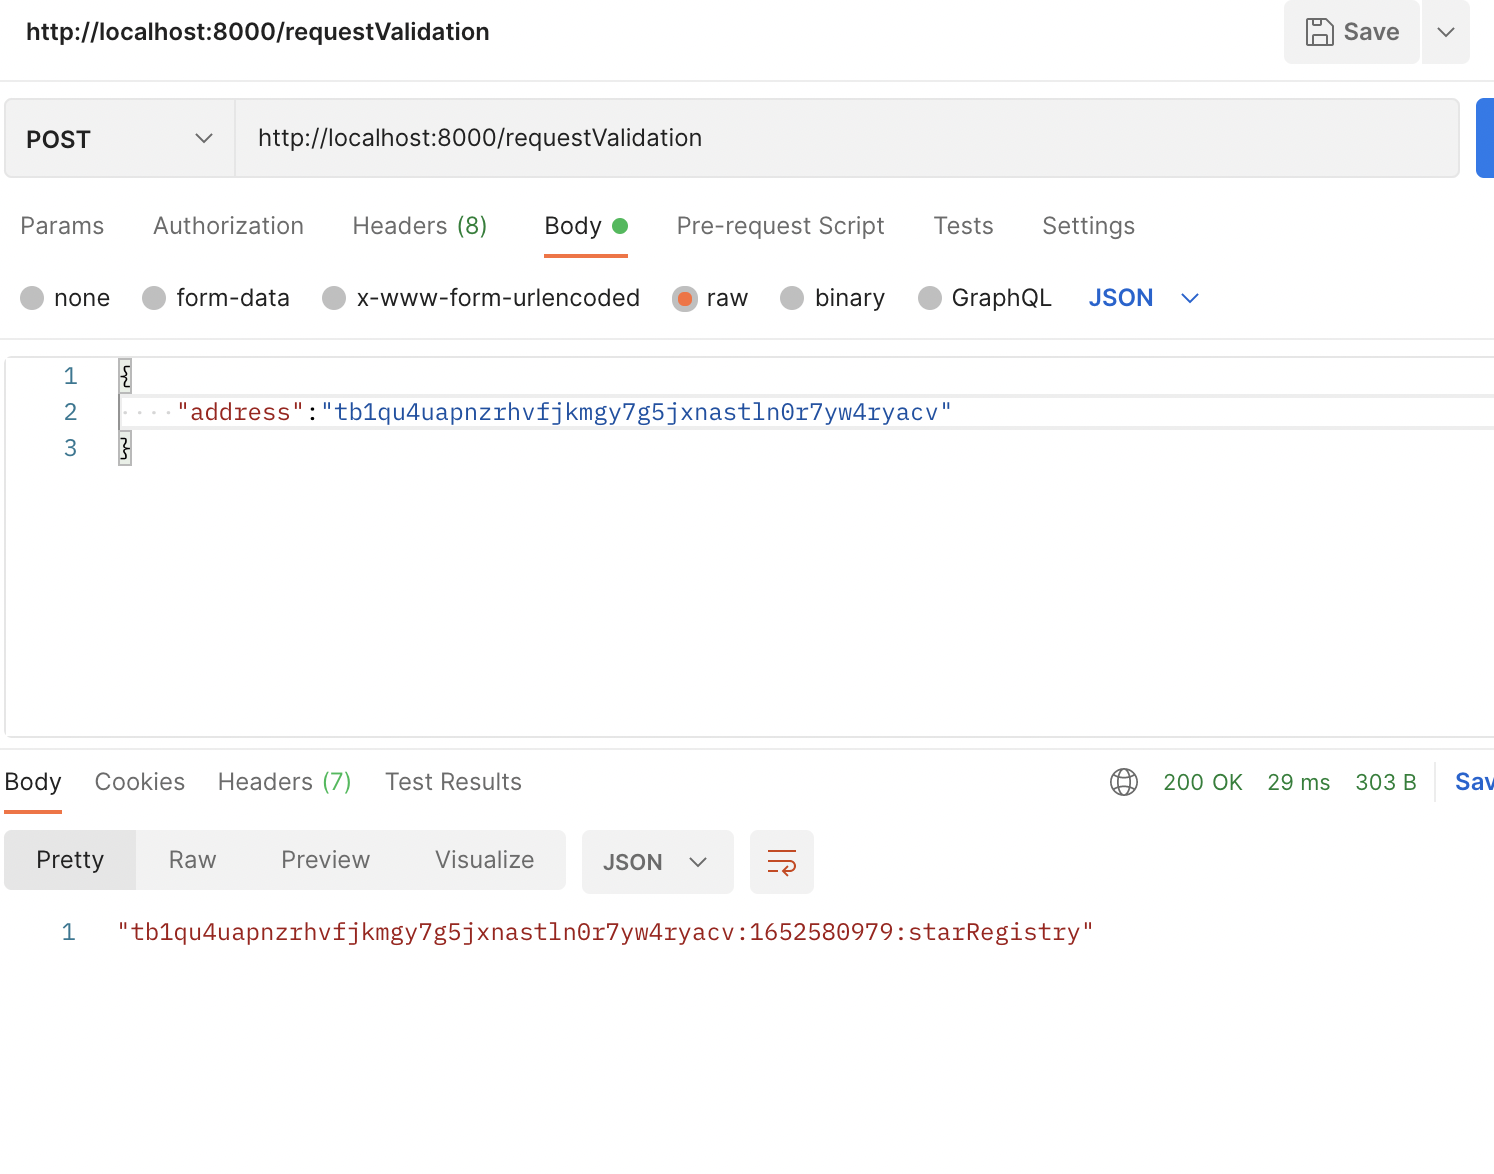 http://localhost:8000/requestValidation
Save
POST http://localhost:8000/requestValidation
Params Authorization Headers (8) Body Pre-request Script Tests Settings
none form-data x-www-form-urlencoded raw binary GraphQL JSON
1 {
2 "address":"tb1qu4uapnzrhvfjkmgy7g5jxnastln0r7yw4ryacv"
3 }
Body Cookies Headers (7) Test Results 200 OK 29 ms 303 B Sav
Pretty Raw Preview Visualize JSON
1 "tb1qu4uapnzrhvfjkmgy7g5jxnastln0r7yw4ryacv:1652580979:starRegistry"